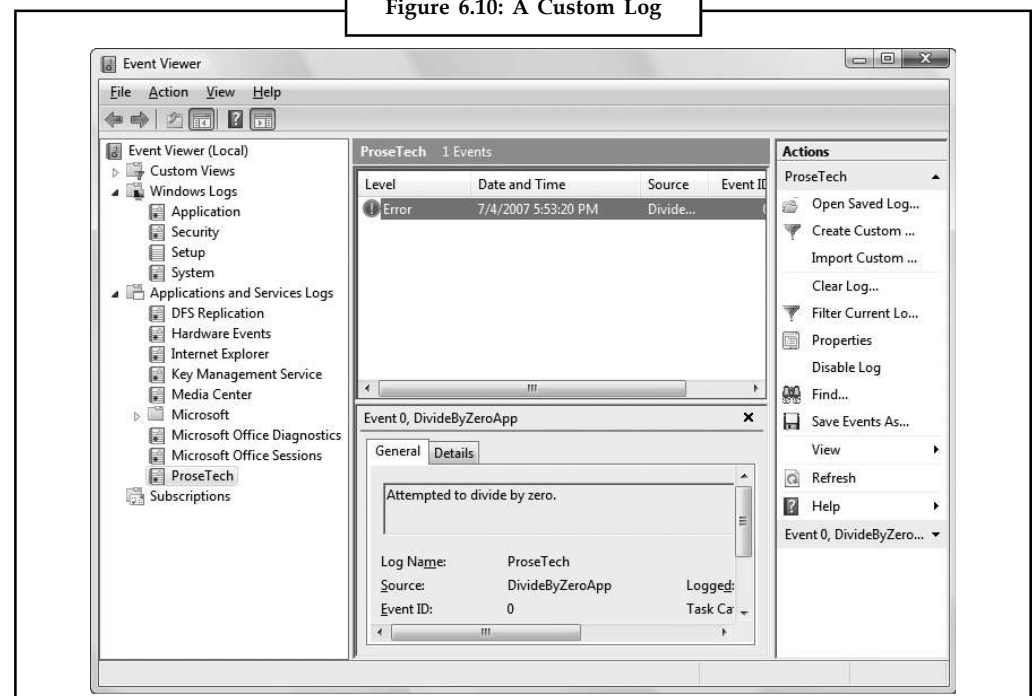 Figure 6.10: A Custom Log
Event Viewer
File Action View Help
Event Viewer (Local)
Custom Views
Windows Logs
Application
Security
Setup
System
Applications and Services Logs
DFS Replication
Hardware Events
Internet Explorer
Key Management Service
Media Center
Microsoft
Microsoft Office Diagnostics
Microsoft Office Sessions
ProseTech
Subscriptions
ProseTech 1 Events
Level Date and Time Source Event ID
Error 7/4/2007 5:53:20 PM Divide...
Event 0, DivideByZeroApp
General Details
Attempted to divide by zero.
Log Name: ProseTech
Source: DivideByZeroApp Logged:
Event ID: 0 Task Ca
Actions
ProseTech
Open Saved Log...
Create Custom ...
Import Custom ...
Clear Log...
Filter Current Lo...
Properties
Disable Log
Find...
Save Events As...
View
Refresh
Help
Event 0, DivideByZero...